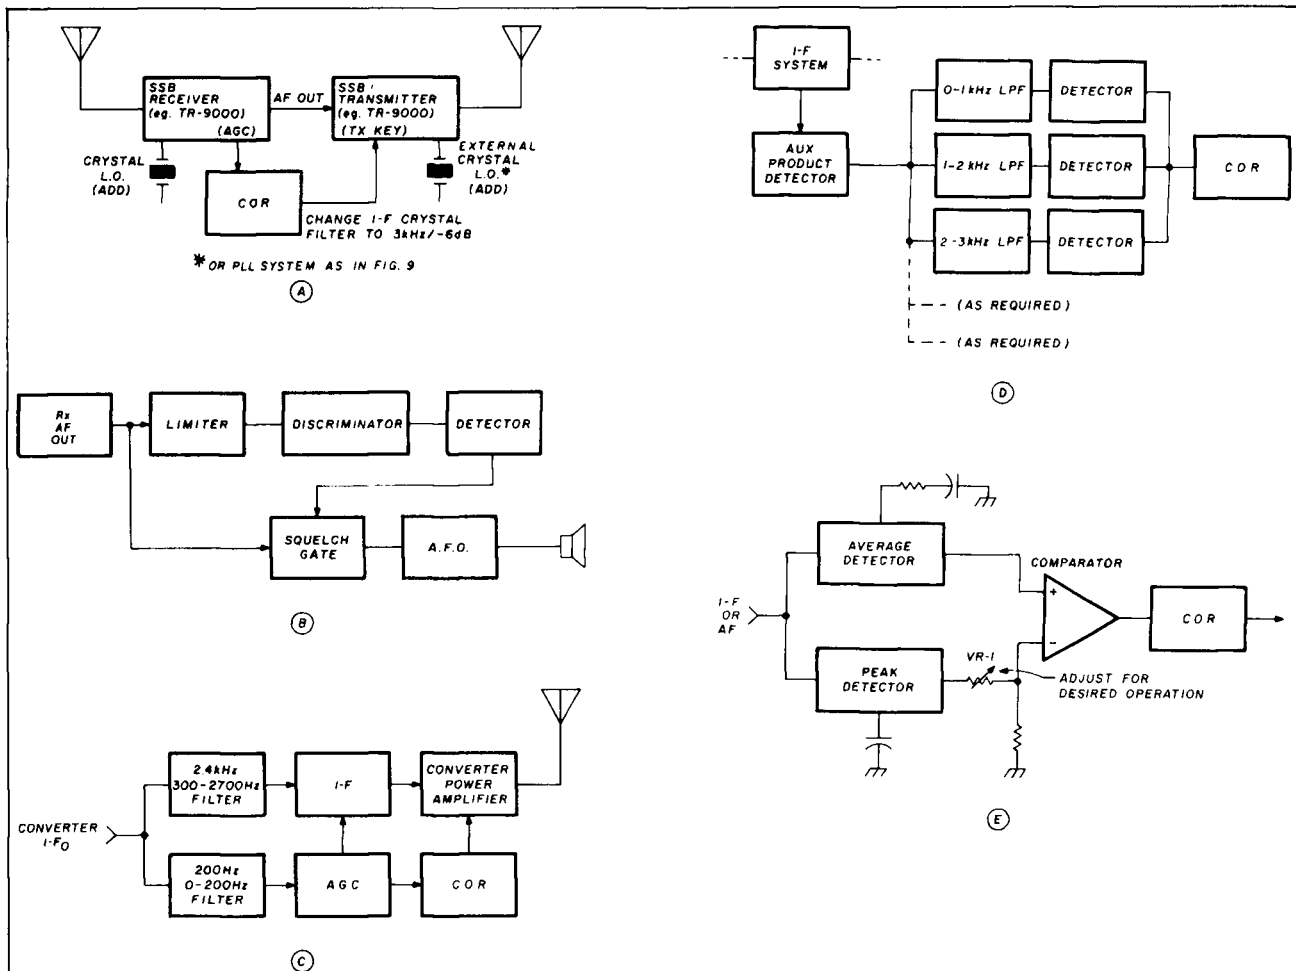 SSB
RECEIVER
(eg. TR-9000)
(AGC)
AF OUT
SSB
TRANSMITTER
(eg. TR-9000)
(TX KEY)
CRYSTAL
L.O.
(ADD)
COR
EXTERNAL
CRYSTAL
L.O.*
(ADD)
CHANGE I-F CRYSTAL
FILTER TO 3kHz/-6dB
*OR PLL SYSTEM AS IN FIG. 9
A
Rx
AF
OUT
LIMITER
DISCRIMINATOR
DETECTOR
SQUELCH
GATE
A.F.O.
B
CONVERTER
I-FO
2.4kHz
300-2700Hz
FILTER
I-F
CONVERTER
POWER
AMPLIFIER
200Hz
0-200Hz
FILTER
AGC
COR
C
I-F
SYSTEM
AUX
PRODUCT
DETECTOR
0-1kHz LPF
DETECTOR
1-2kHz LPF
DETECTOR
COR
2-3kHz LPF
DETECTOR
(AS REQUIRED)
(AS REQUIRED)
D
I-F
OR
AF
AVERAGE
DETECTOR
COMPARATOR
+
-
COR
PEAK
DETECTOR
VR-1
ADJUST FOR
DESIRED OPERATION
E